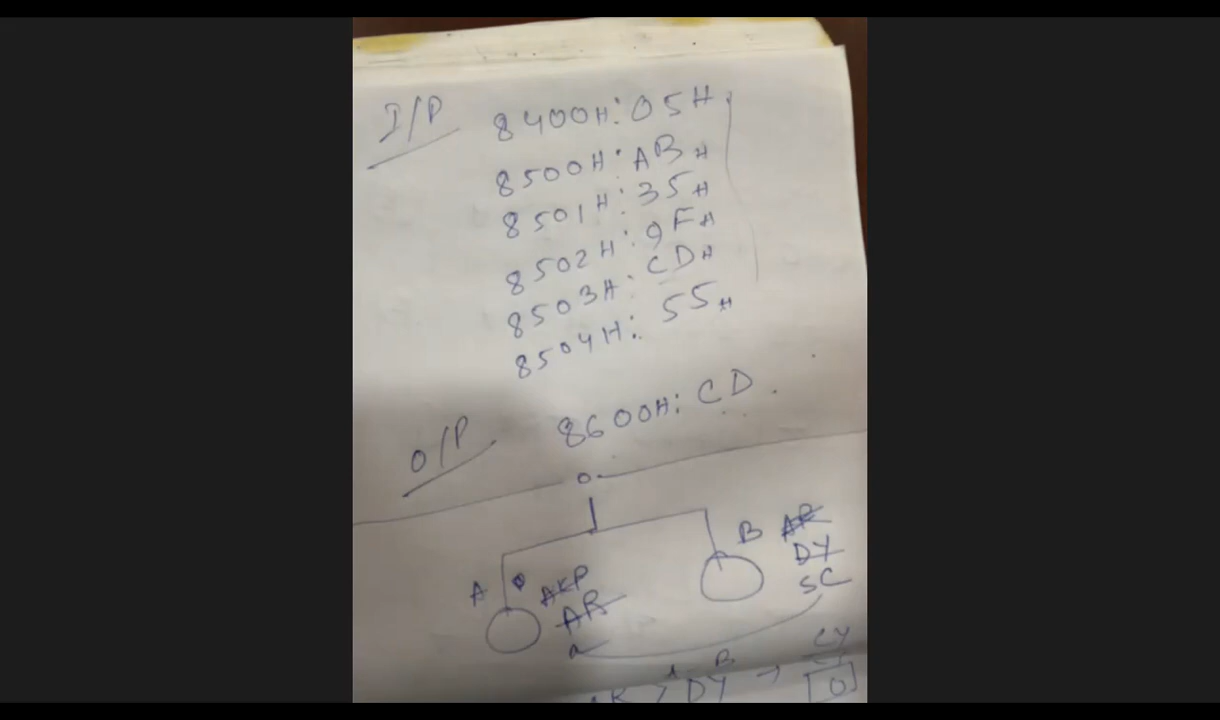 I/P
8400H: 05H
8500H: ABH
8501H: 35H
8502H: 9FH
8503H: CDH
8504H: 55H
O/P
8600H: CD.
A
AKP
AR
B
AR
DY
SC
A B CY
DY → [0]